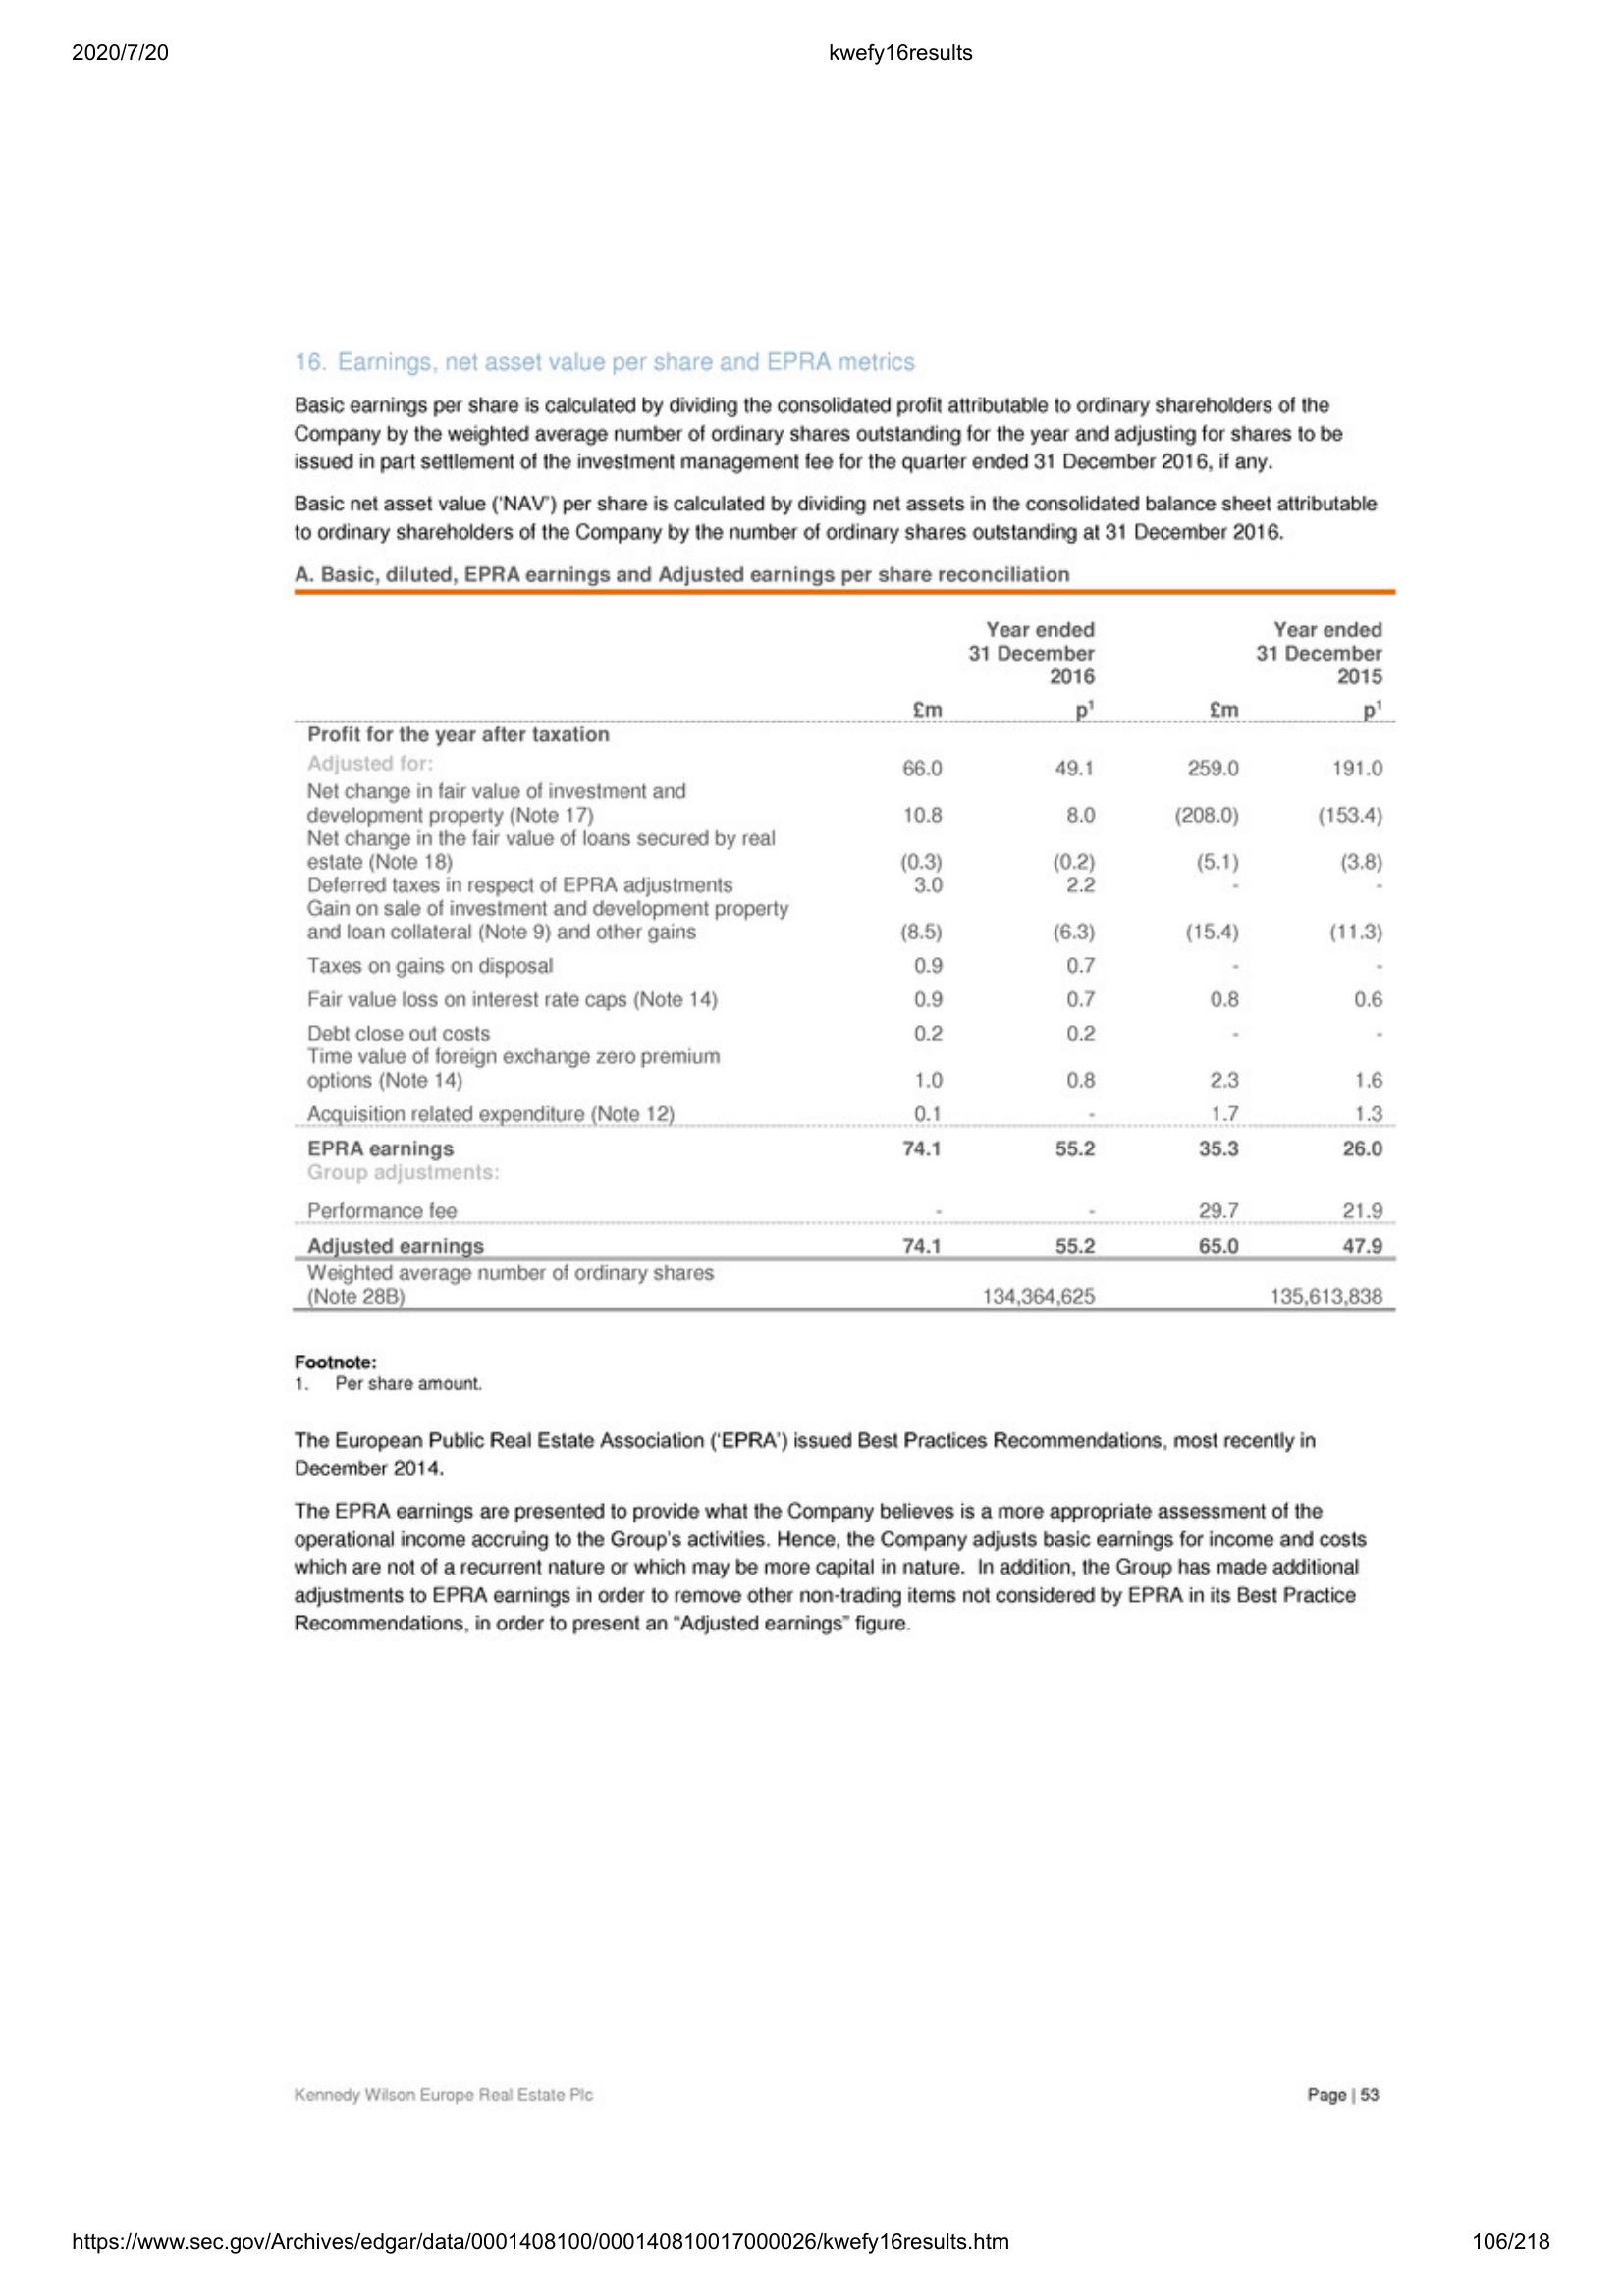 2020/7/20 kwefy16results
16. Earnings, net asset value per share and EPRA metrics
Basic earnings per share is calculated by dividing the consolidated profit attributable to ordinary shareholders of the
Company by the weighted average number of ordinary shares outstanding for the year and adjusting for shares to be
issued in part settlement of the investment management fee for the quarter ended 31 December 2016, if any.
Basic net asset value (‘NAV’) per share is calculated by dividing net assets in the consolidated balance sheet attributable
to ordinary shareholders of the Company by the number of ordinary shares outstanding at 31 December 2016.
A. Basic, diluted, EPRA earnings and Adjusted earnings per share reconciliation
Year ended Year ended
31 December 31 December
2016 2015
£m p¹ £m p¹
Profit for the year after taxation
Adjusted for: 66.0 49.1 259.0 191.0
Net change in fair value of investment and
development property (Note 17) 10.8 8.0 (208.0) (153.4)
Net change in the fair value of loans secured by real
estate (Note 18) (0.3) (0.2) (5.1) (3.8)
Deferred taxes in respect of EPRA adjustments 3.0 2.2 - -
Gain on sale of investment and development property
and loan collateral (Note 9) and other gains (8.5) (6.3) (15.4) (11.3)
Taxes on gains on disposal 0.9 0.7 - -
Fair value loss on interest rate caps (Note 14) 0.9 0.7 0.8 0.6
Debt close out costs 0.2 0.2 - -
Time value of foreign exchange zero premium
options (Note 14) 1.0 0.8 2.3 1.6
Acquisition related expenditure (Note 12) 0.1 - 1.7 1.3
EPRA earnings 74.1 55.2 35.3 26.0
Group adjustments:
Performance fee - - 29.7 21.9
Adjusted earnings 74.1 55.2 65.0 47.9
Weighted average number of ordinary shares
(Note 28B) 134,364,625 135,613,838
Footnote:
1. Per share amount.
The European Public Real Estate Association (‘EPRA’) issued Best Practices Recommendations, most recently in
December 2014.
The EPRA earnings are presented to provide what the Company believes is a more appropriate assessment of the
operational income accruing to the Group’s activities. Hence, the Company adjusts basic earnings for income and costs
which are not of a recurrent nature or which may be more capital in nature. In addition, the Group has made additional
adjustments to EPRA earnings in order to remove other non-trading items not considered by EPRA in its Best Practice
Recommendations, in order to present an “Adjusted earnings” figure.
Kennedy Wilson Europe Real Estate Plc Page | 53
https://www.sec.gov/Archives/edgar/data/0001408100/000140810017000026/kwefy16results.htm 106/218